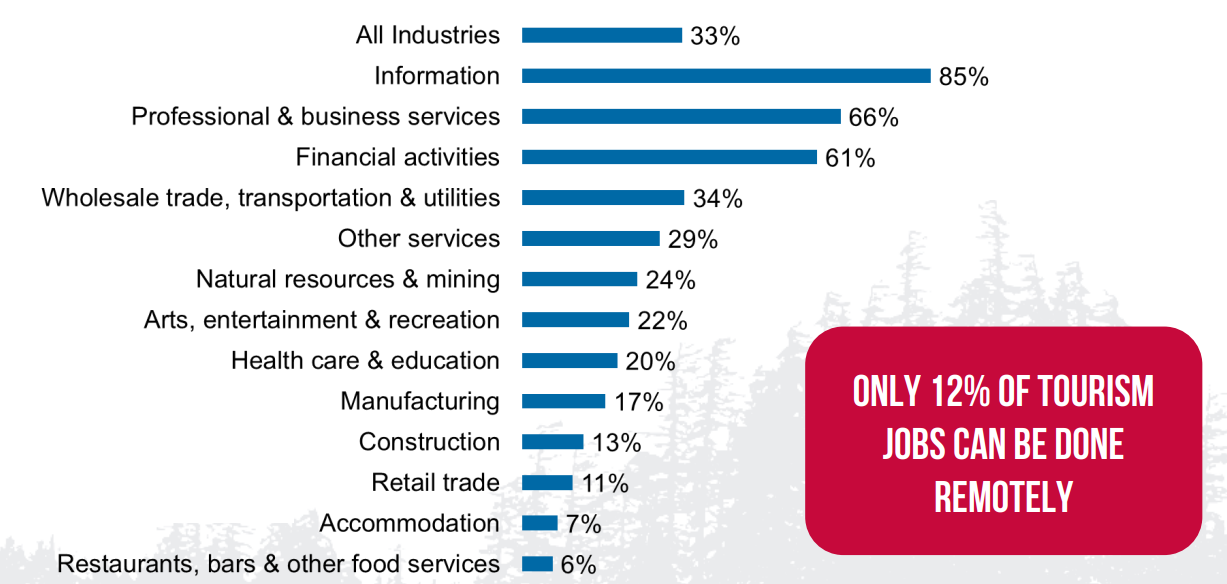 All Industries 33%
Information 85%
Professional & business services 66%
Financial activities 61%
Wholesale trade, transportation & utilities 34%
Other services 29%
Natural resources & mining 24%
Arts, entertainment & recreation 22%
Health care & education 20%
Manufacturing 17%
Construction 13%
Retail trade 11%
Accommodation 7%
Restaurants, bars & other food services 6%
ONLY 12% OF TOURISM
JOBS CAN BE DONE
REMOTELY